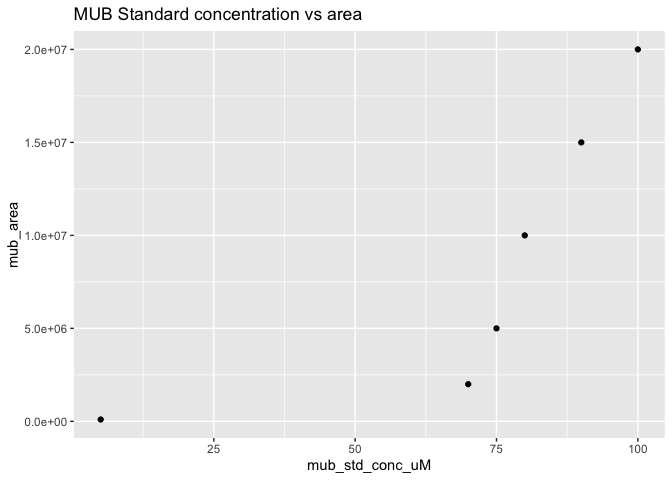 MUB Standard concentration vs area
2.0e+07
1.5e+07
1.0e+07
5.0e+06
0.0e+00
mub_area
25
50
75
100
mub_std_conc_uM